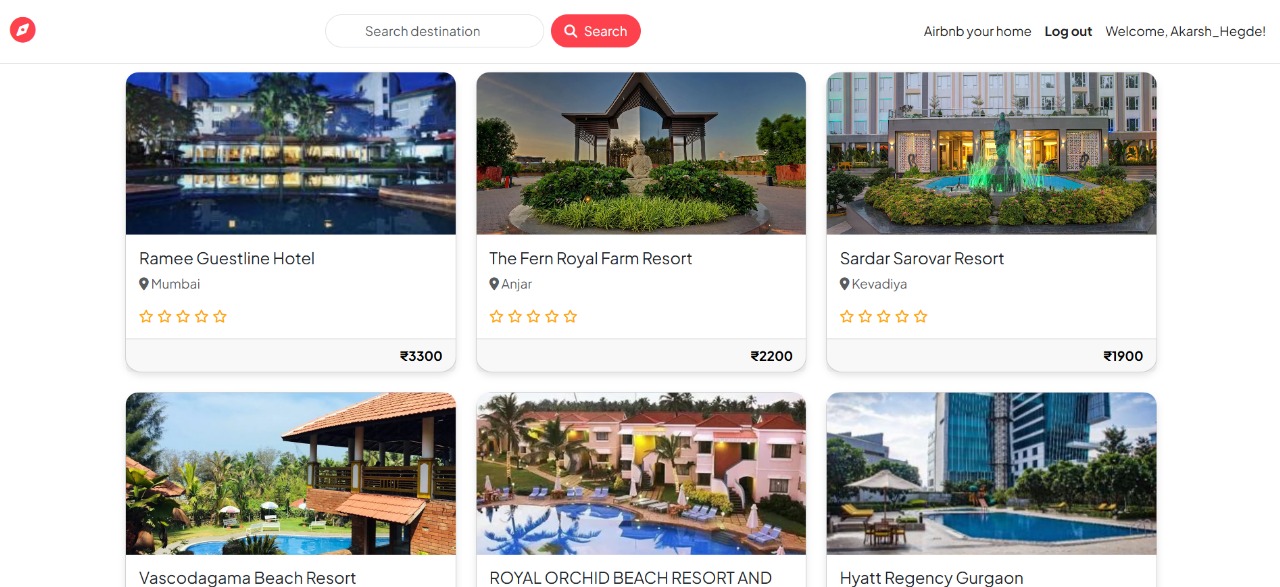 Search destination
Search
Airbnb your home
Log out
Welcome, Akarsh_Hegde!
Ramee Guestline Hotel
Mumbai
₹3300
The Fern Royal Farm Resort
Anjar
₹2200
Sardar Sarovar Resort
Kevadiya
₹1900
Vascodagama Beach Resort
ROYAL ORCHID BEACH RESORT AND
Hyatt Regency Gurgaon